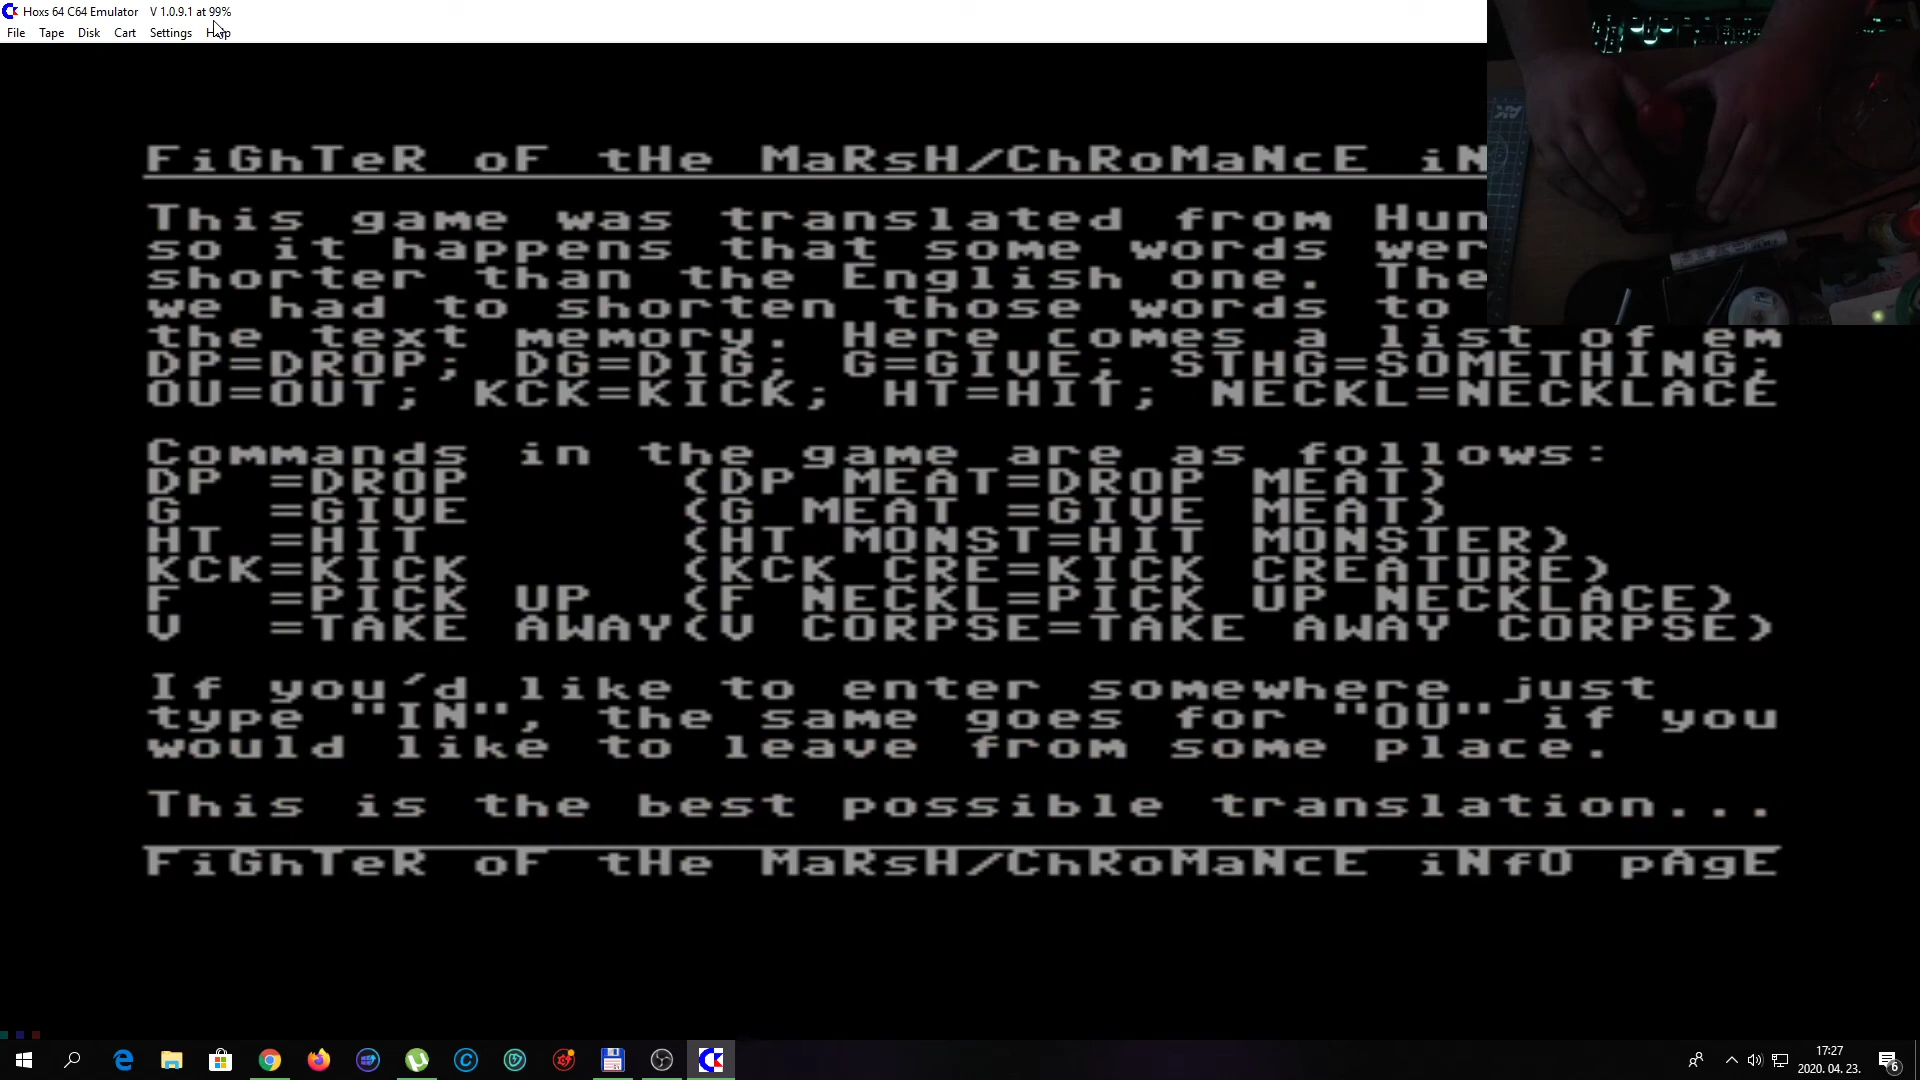 Hoxs 64 C64 Emulator V 1.0.9.1 at 99%
File Tape Disk Cart Settings Help
FiGhTeR oF tHe MaRsH/ChRoMaNcE
This game was translated from
so it happens that some words
shorter than the English one.
we had to shorten those words to
the text memory. Here comes a list of em
DP=DROP; DG=DIG; G=GIVE; STHG=SOMETHING;
OU=OUT; KCK=KICK; HT=HIT; NECKL=NECKLACE
Commands in the game are as follows:
DP =DROP (DP MEAT=DROP MEAT)
G =GIVE (G MEAT =GIVE MEAT)
HT =HIT (HT MONST=HIT MONSTER)
KCK=KICK (KCK CRE=KICK CREATURE)
F =PICK UP (F NECKL=PICK UP NECKLACE)
V =TAKE AWAY(V CORPSE=TAKE AWAY CORPSE)
If you'd like to enter somewhere just
type "IN", the same goes for "OU" if you
would like to leave from some place.
This is the best possible translation...
FiGhTeR oF tHe MaRsH/ChRoMaNcE iNfO pAgE
17:27
2020. 04. 23.
6